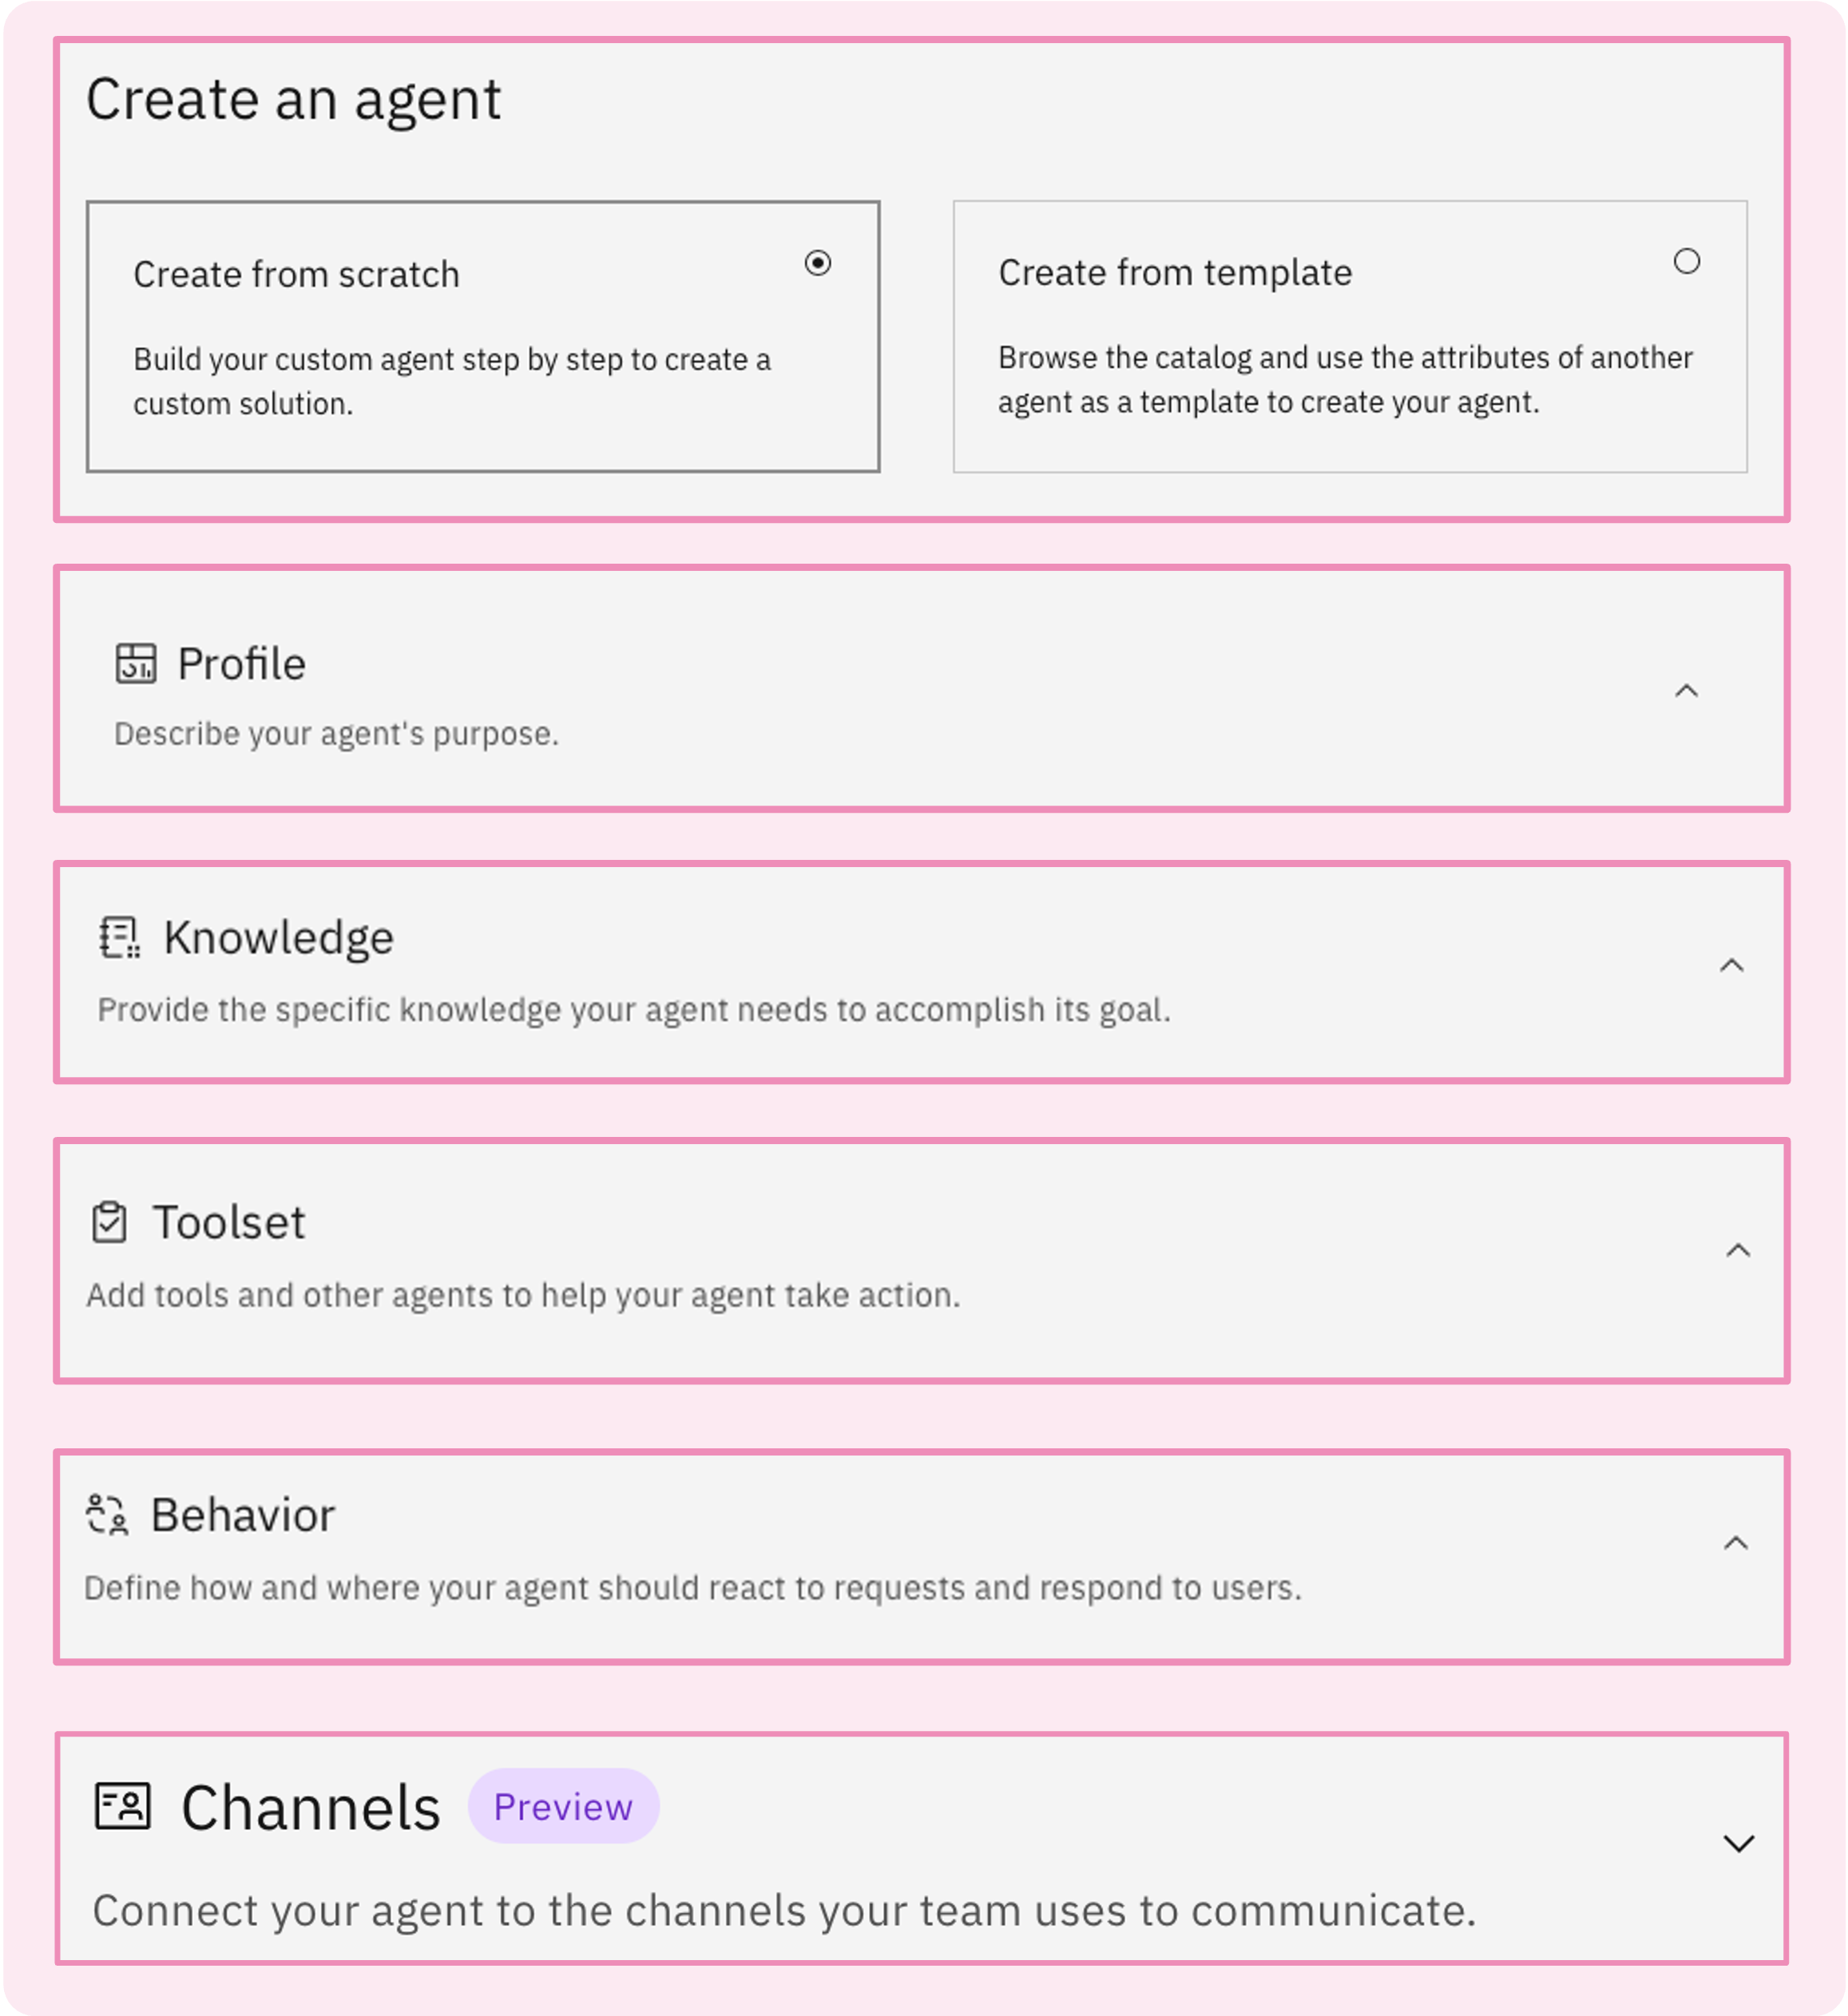 Create an agent
Create from scratch
Build your custom agent step by step to create a
custom solution.
Create from template
Browse the catalog and use the attributes of another
agent as a template to create your agent.
Profile
Describe your agent's purpose.
Knowledge
Provide the specific knowledge your agent needs to accomplish its goal.
Toolset
Add tools and other agents to help your agent take action.
Behavior
Define how and where your agent should react to requests and respond to users.
Channels Preview
Connect your agent to the channels your team uses to communicate.